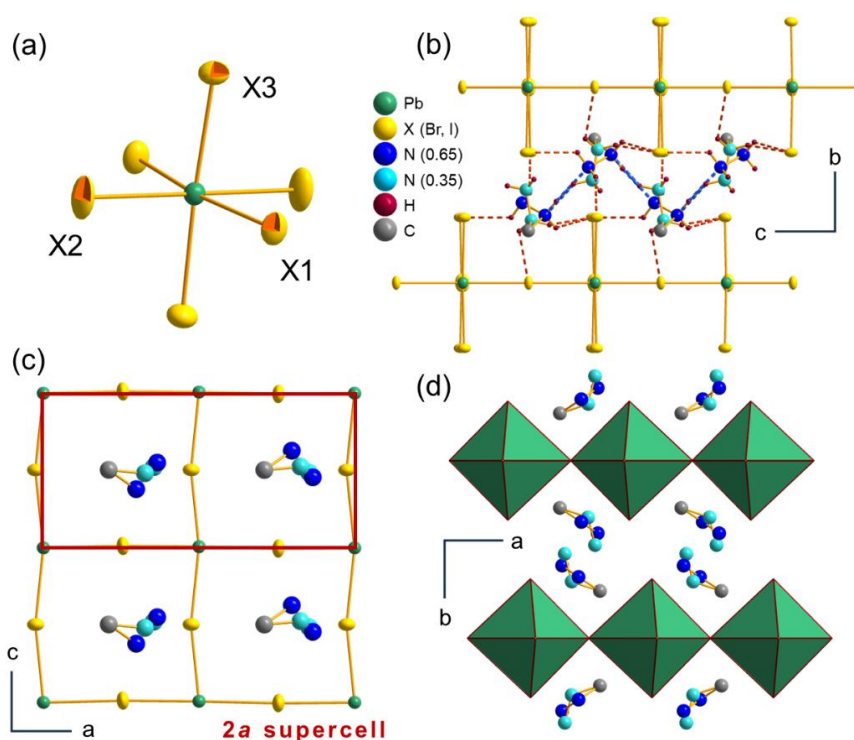 (a)
X3
X2
X1
Pb
X (Br, I)
N (0.65)
N (0.35)
H
C
(b)
b
c
(c)
c
a
2a supercell
(d)
a
b